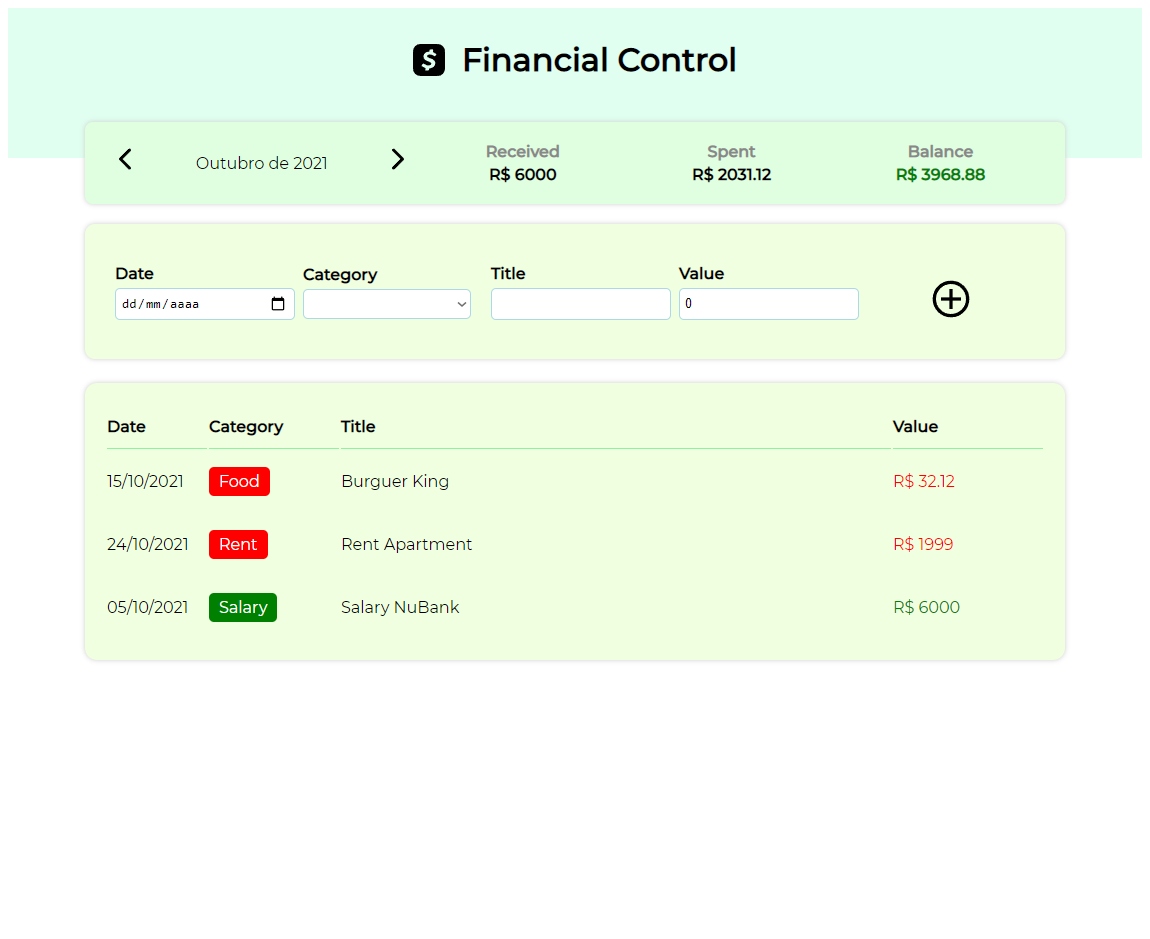 $ Financial Control
Outubro de 2021
Received Spent Balance
R$ 6000 R$ 2031.12 R$ 3968.88
Date Category Title Value
dd/mm/aaaa 0
Date Category Title Value
15/10/2021 Food Burguer King R$ 32.12
24/10/2021 Rent Rent Apartment R$ 1999
05/10/2021 Salary Salary NuBank R$ 6000